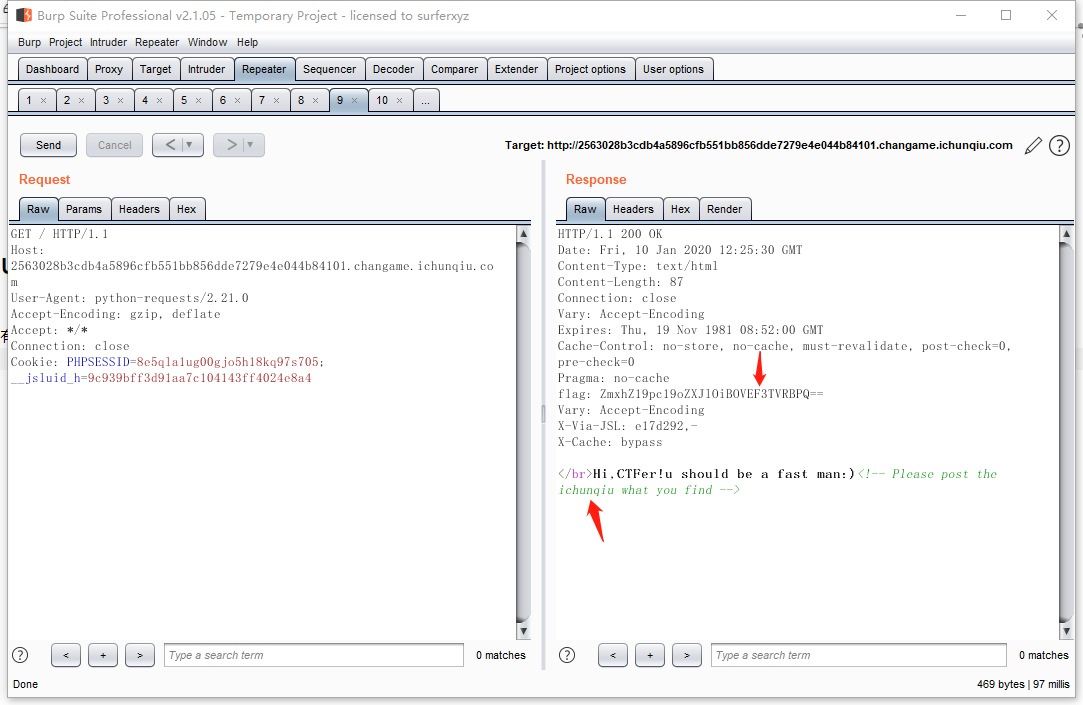 Burp Suite Professional v2.1.05 - Temporary Project - licensed to surferxyz
Burp Project Intruder Repeater Window Help
Dashboard Proxy Target Intruder Repeater Sequencer Decoder Comparer Extender Project options User options
1 × 2 × 3 × 4 × 5 × 6 × 7 × 8 × 9 × 10 × ...
Send Cancel < | ▼ > | ▼ Target: http://2563028b3cdb4a5896cfb551bb856dde7279e4e044b84101.changame.ichunqiu.com ?
Request
Raw Params Headers Hex
GET / HTTP/1.1
Host:
2563028b3cdb4a5896cfb551bb856dde7279e4e044b84101.changame.ichunqiu.co
m
User-Agent: python-requests/2.21.0
Accept-Encoding: gzip, deflate
Accept: */*
Connection: close
Cookie: PHPSESSID=8e5qla1ug00gjo5h18kq97s705;
__jsluid_h=9c939bff3d91aa7c104143ff4024e8a4
? < + > Type a search term 0 matches
Response
Raw Headers Hex Render
HTTP/1.1 200 OK
Date: Fri, 10 Jan 2020 12:25:30 GMT
Content-Type: text/html
Content-Length: 87
Connection: close
Vary: Accept-Encoding
Expires: Thu, 19 Nov 1981 08:52:00 GMT
Cache-Control: no-store, no-cache, must-revalidate, post-check=0,
pre-check=0
Pragma: no-cache
flag: ZmxhZ19pc19oZXJlOiBOVEF3TVRBPQ==
Vary: Accept-Encoding
X-Via-JSL: e17d292,-
X-Cache: bypass
</br>Hi,CTFer!u should be a fast man:)<!-- Please post the
ichunqiu what you find -->
? < + > Type a search term 0 matches
Done 469 bytes | 97 millis